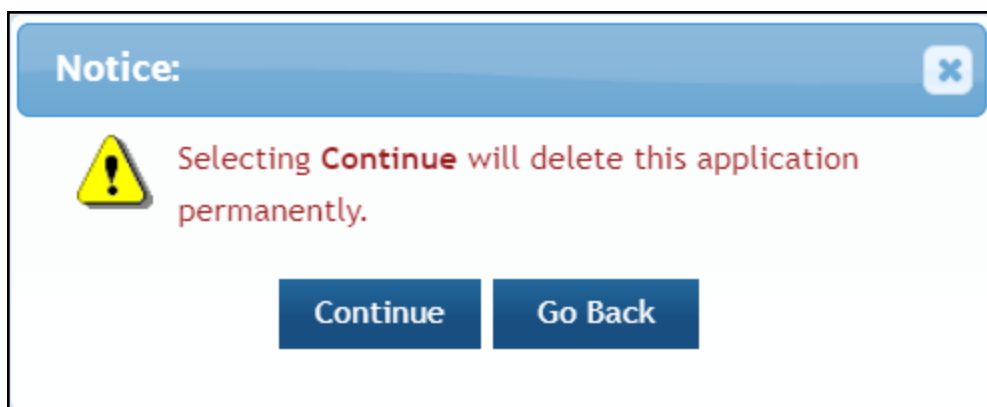 Notice:
Selecting Continue will delete this application
permanently.
Continue
Go Back